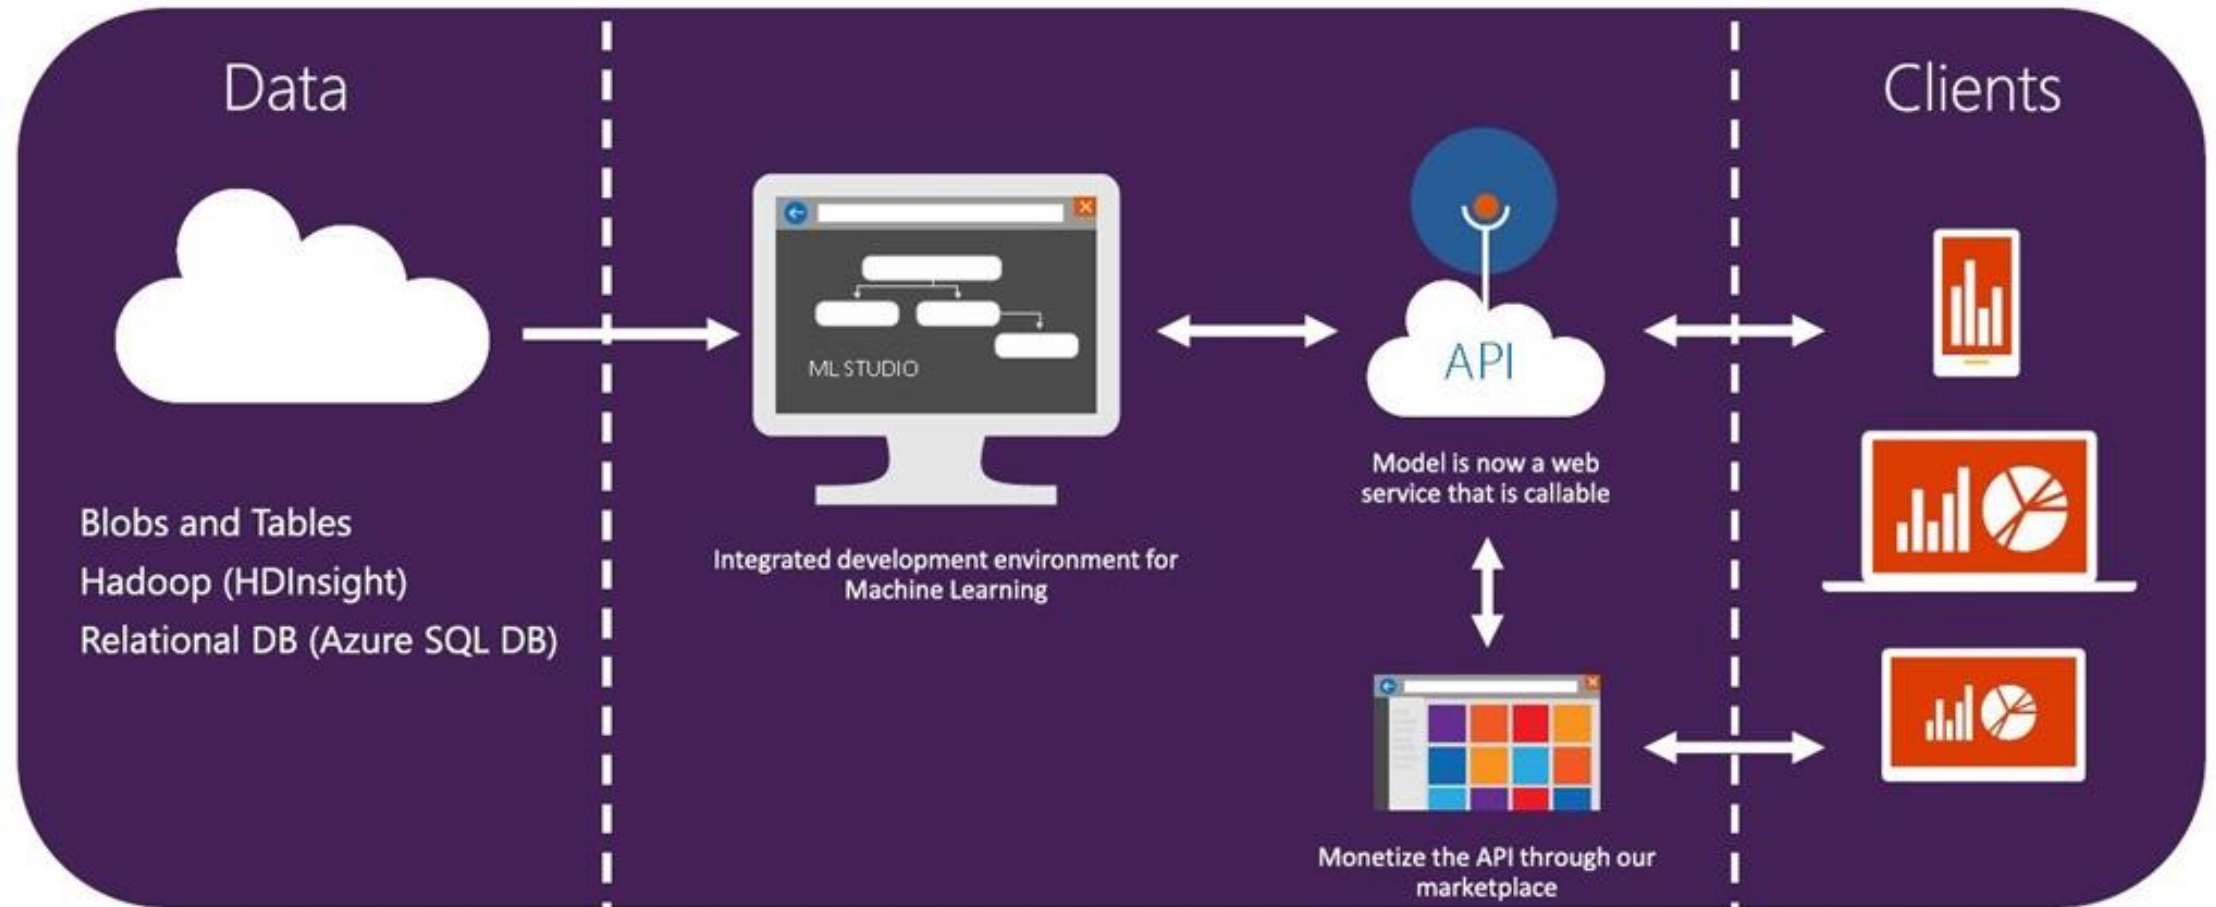 Data
Blobs and Tables
Hadoop (HDInsight)
Relational DB (Azure SQL DB)
ML STUDIO
Integrated development environment for
Machine Learning
API
Model is now a web
service that is callable
Monetize the API through our
marketplace
Clients